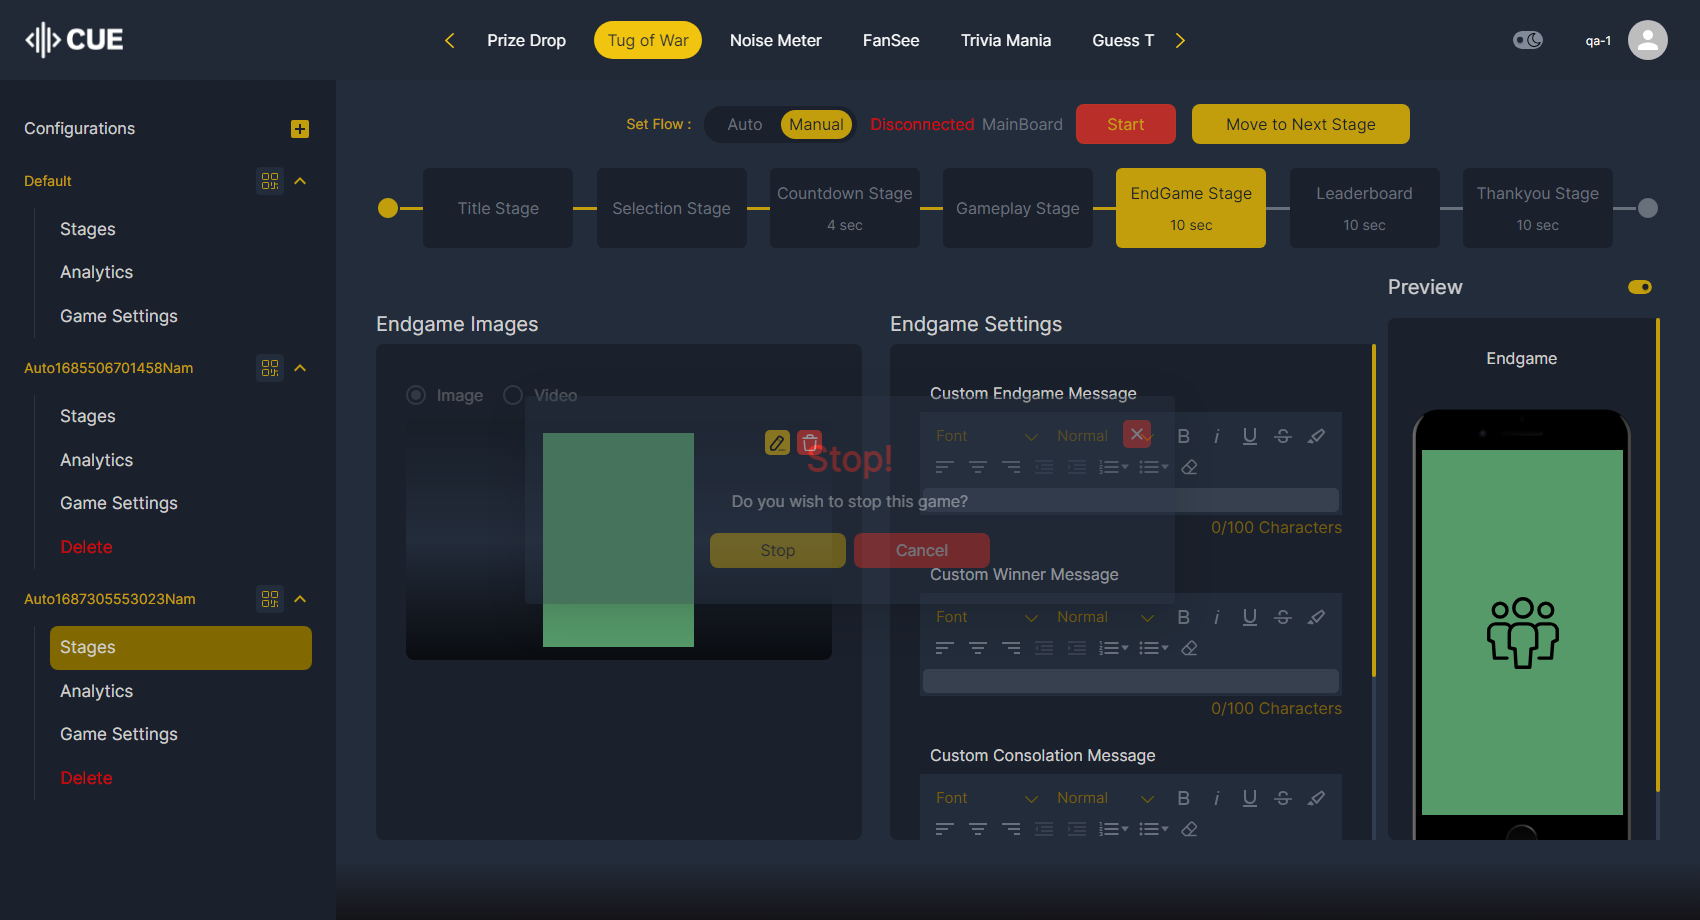 CUE
Prize Drop
Tug of War
Noise Meter
FanSee
Trivia Mania
Guess T
qa-1
Configurations
Default
Stages
Analytics
Game Settings
Auto1685506701458Nam
Stages
Analytics
Game Settings
Delete
Auto1687305553023Nam
Stages
Analytics
Game Settings
Delete
Set Flow :
Auto
Manual
Disconnected MainBoard
Start
Move to Next Stage
Title Stage
Selection Stage
Countdown Stage
4 sec
Gameplay Stage
EndGame Stage
10 sec
Leaderboard
10 sec
Thankyou Stage
10 sec
Endgame Images
Image
Video
Stop!
Do you wish to stop this game?
Stop
Cancel
Endgame Settings
Custom Endgame Message
Font
Normal
B i U S
0/100 Characters
Custom Winner Message
Font
Normal
B i U S
0/100 Characters
Custom Consolation Message
Font
Normal
B i U S
Preview
Endgame